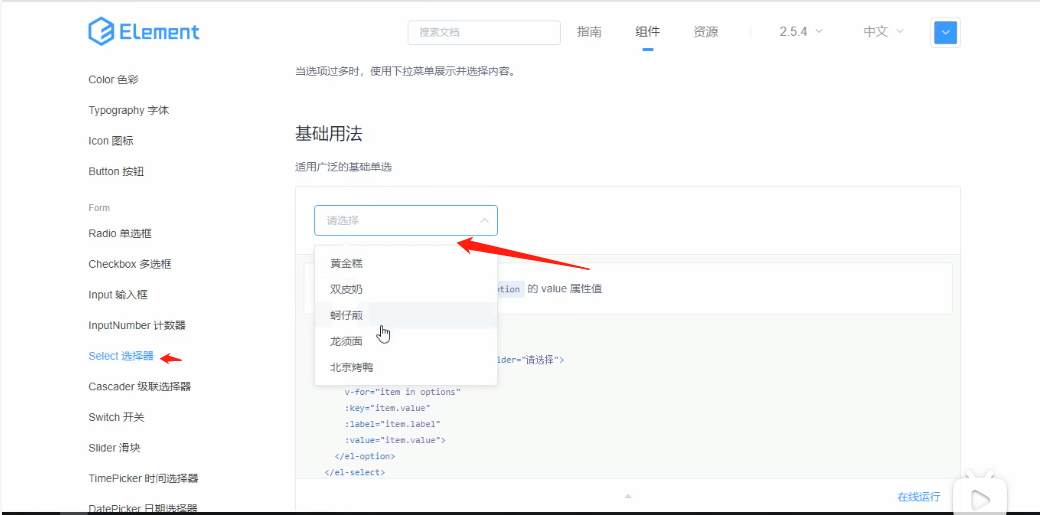 Element
搜索文档
指南
组件
资源
2.5.4
中文
Color 色彩
Typography 字体
Icon 图标
Button 按钮
Form
Radio 单选框
Checkbox 多选框
Input 输入框
InputNumber 计数器
Select 选择器
Cascader 级联选择器
Switch 开关
Slider 滑块
TimePicker 时间选择器
DatePicker 日期选择器
当选项过多时，使用下拉菜单展示并选择内容。
基础用法
适用广泛的基础单选
请选择
黄金糕
双皮奶
蚵仔煎
龙须面
北京烤鸭
tion 的 value 属性值
lder="请选择">
v-for="item in options"
:key="item.value"
:label="item.label"
:value="item.value">
</el-option>
</el-select>
在线运行